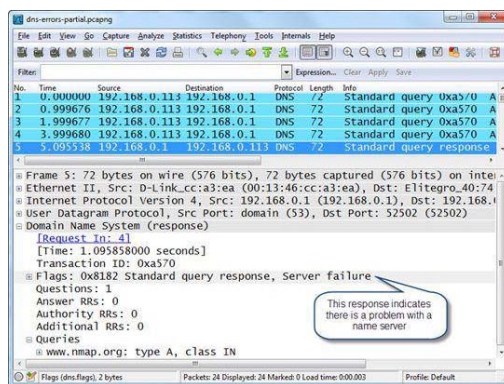 dns-errors-partial.pcapng
File Edit View Go Capture Analyze Statistics Telephony Tools Internals Help
Filter: Expression... Clear Apply Save
No. Time Source Destination Protocol Length Info
1 0.000000 192.168.0.113 192.168.0.1 DNS 72 Standard query 0xa570 A
2 0.999676 192.168.0.113 192.168.0.1 DNS 72 Standard query 0xa570 A
3 1.999677 192.168.0.113 192.168.0.1 DNS 72 Standard query 0xa570 A
4 3.999680 192.168.0.113 192.168.0.1 DNS 72 Standard query 0xa570 A
5 5.095538 192.168.0.1 192.168.0.113 DNS 72 Standard query response
Frame 5: 72 bytes on wire (576 bits), 72 bytes captured (576 bits) on inte
Ethernet II, Src: D-Link_cc:a3:ea (00:13:46:cc:a3:ea), Dst: Elitegro_40:74
Internet Protocol Version 4, Src: 192.168.0.1 (192.168.0.1), Dst: 192.168.
User Datagram Protocol, Src Port: domain (53), Dst Port: 52502 (52502)
Domain Name System (response)
[Request In: 4]
[Time: 1.095858000 seconds]
Transaction ID: 0xa570
Flags: 0x8182 Standard query response, Server failure
Questions: 1
Answer RRs: 0
Authority RRs: 0
Additional RRs: 0
Queries
www.nmap.org: type A, class IN
This response indicates
there is a problem with a
name server
Flags (dns.flags), 2 bytes Packets: 24 Displayed: 24 Marked: 0 Load time: 0:00.003 Profile: Default